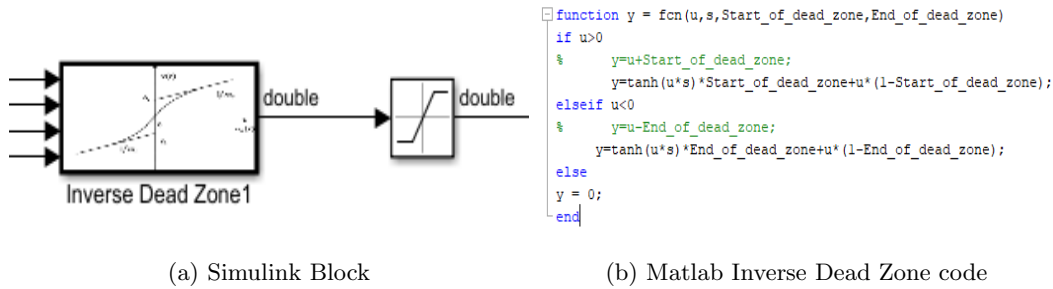 double
double
Inverse Dead Zone1
(a) Simulink Block
function y = fcn(u,s,Start_of_dead_zone,End_of_dead_zone)
if u>0
% y=u+Start_of_dead_zone;
y=tanh(u*s)*Start_of_dead_zone+u*(1-Start_of_dead_zone);
elseif u<0
% y=u-End_of_dead_zone;
y=tanh(u*s)*End_of_dead_zone+u*(1-End_of_dead_zone);
else
y = 0;
end
(b) Matlab Inverse Dead Zone code